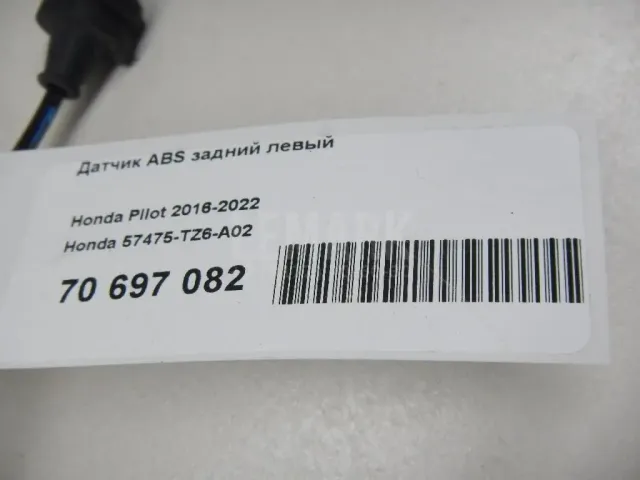 Датчик ABS задний левый
Honda Pilot 2016-2022
Honda 57475-TZ6-A02
70 697 082